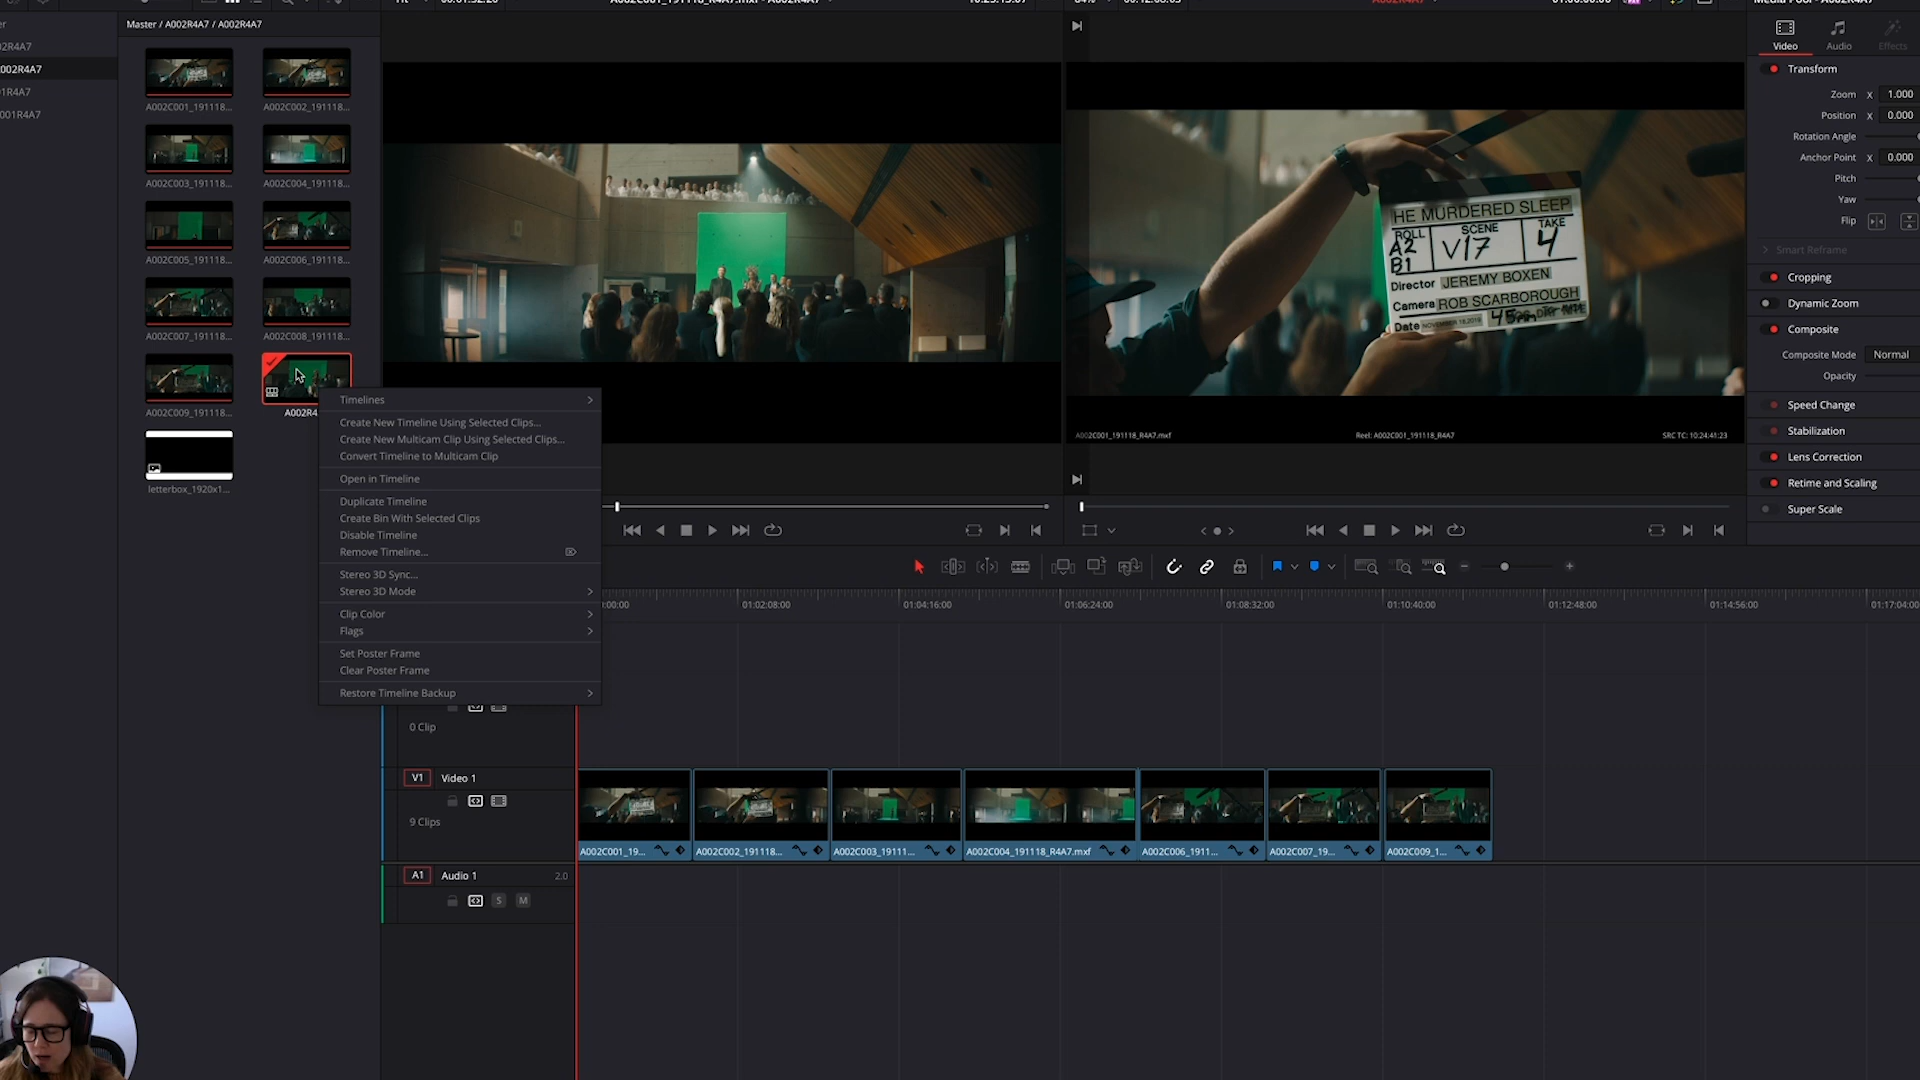 Master / A002R4A7 / A002R4A7
02R4A7
002R4A7
01R4A7
001R4A7
A002C001_191118...
A002C002_191118...
A002C003_191118...
A002C004_191118...
A002C005_191118...
A002C006_191118...
A002C007_191118...
A002C008_191118...
A002C009_191118...
A002R4
letterbox_1920x1...
Timelines
Create New Timeline Using Selected Clips...
Create New Multicam Clip Using Selected Clips...
Convert Timeline to Multicam Clip
Open in Timeline
Duplicate Timeline
Create Bin With Selected Clips
Disable Timeline
Remove Timeline...
Stereo 3D Sync...
Stereo 3D Mode
Clip Color
Flags
Set Poster Frame
Clear Poster Frame
Restore Timeline Backup
HE MURDERED SLEEP
ROLL SCENE TAKE
A2 V17 4
B1
Director JEREMY BOXEN
Camera ROB SCARBOROUGH
Date NOVEMBER 18, 2019 45
A002C001_191118_R4A7.mxf
Reel: A002C001_191118_R4A7
SRC TC: 10:24:41:23
Video
Audio
Effects
Transform
Zoom X 1.000
Position X 0.000
Rotation Angle
Anchor Point X 0.000
Pitch
Yaw
Flip
Smart Reframe
Cropping
Dynamic Zoom
Composite
Composite Mode Normal
Opacity
Speed Change
Stabilization
Lens Correction
Retime and Scaling
Super Scale
:00:00
01:02:08:00
01:04:16:00
01:06:24:00
01:08:32:00
01:10:40:00
01:12:48:00
01:14:56:00
01:17:04:00
0 Clip
V1 Video 1
9 Clips
A002C001_19...
A002C002_191118...
A002C003_19111...
A002C004_191118_R4A7.mxf
A002C006_1911...
A002C007_19...
A002C009_1...
A1 Audio 1 2.0
S M